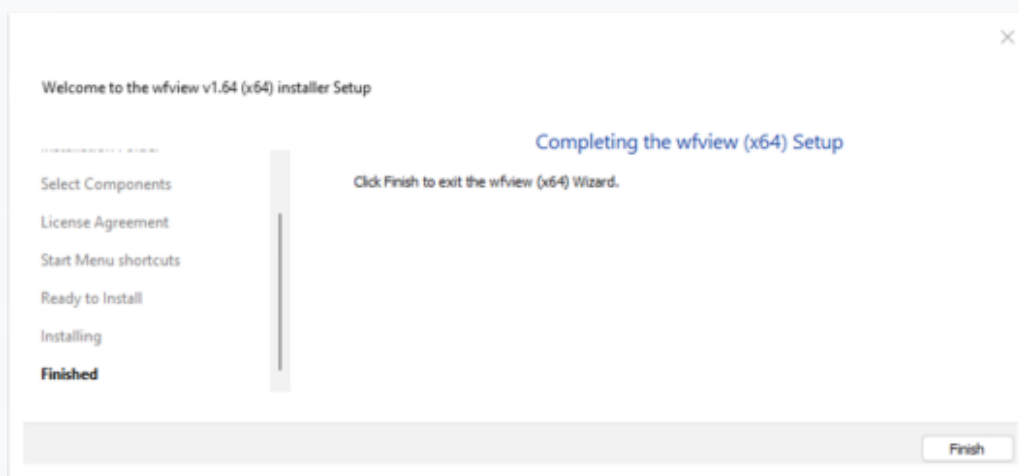 Welcome to the wfview v1.64 (x64) installer Setup
Completing the wfview (x64) Setup
Click Finish to exit the wfview (x64) Wizard.
Select Components
License Agreement
Start Menu shortcuts
Ready to Install
Installing
Finished
Finish